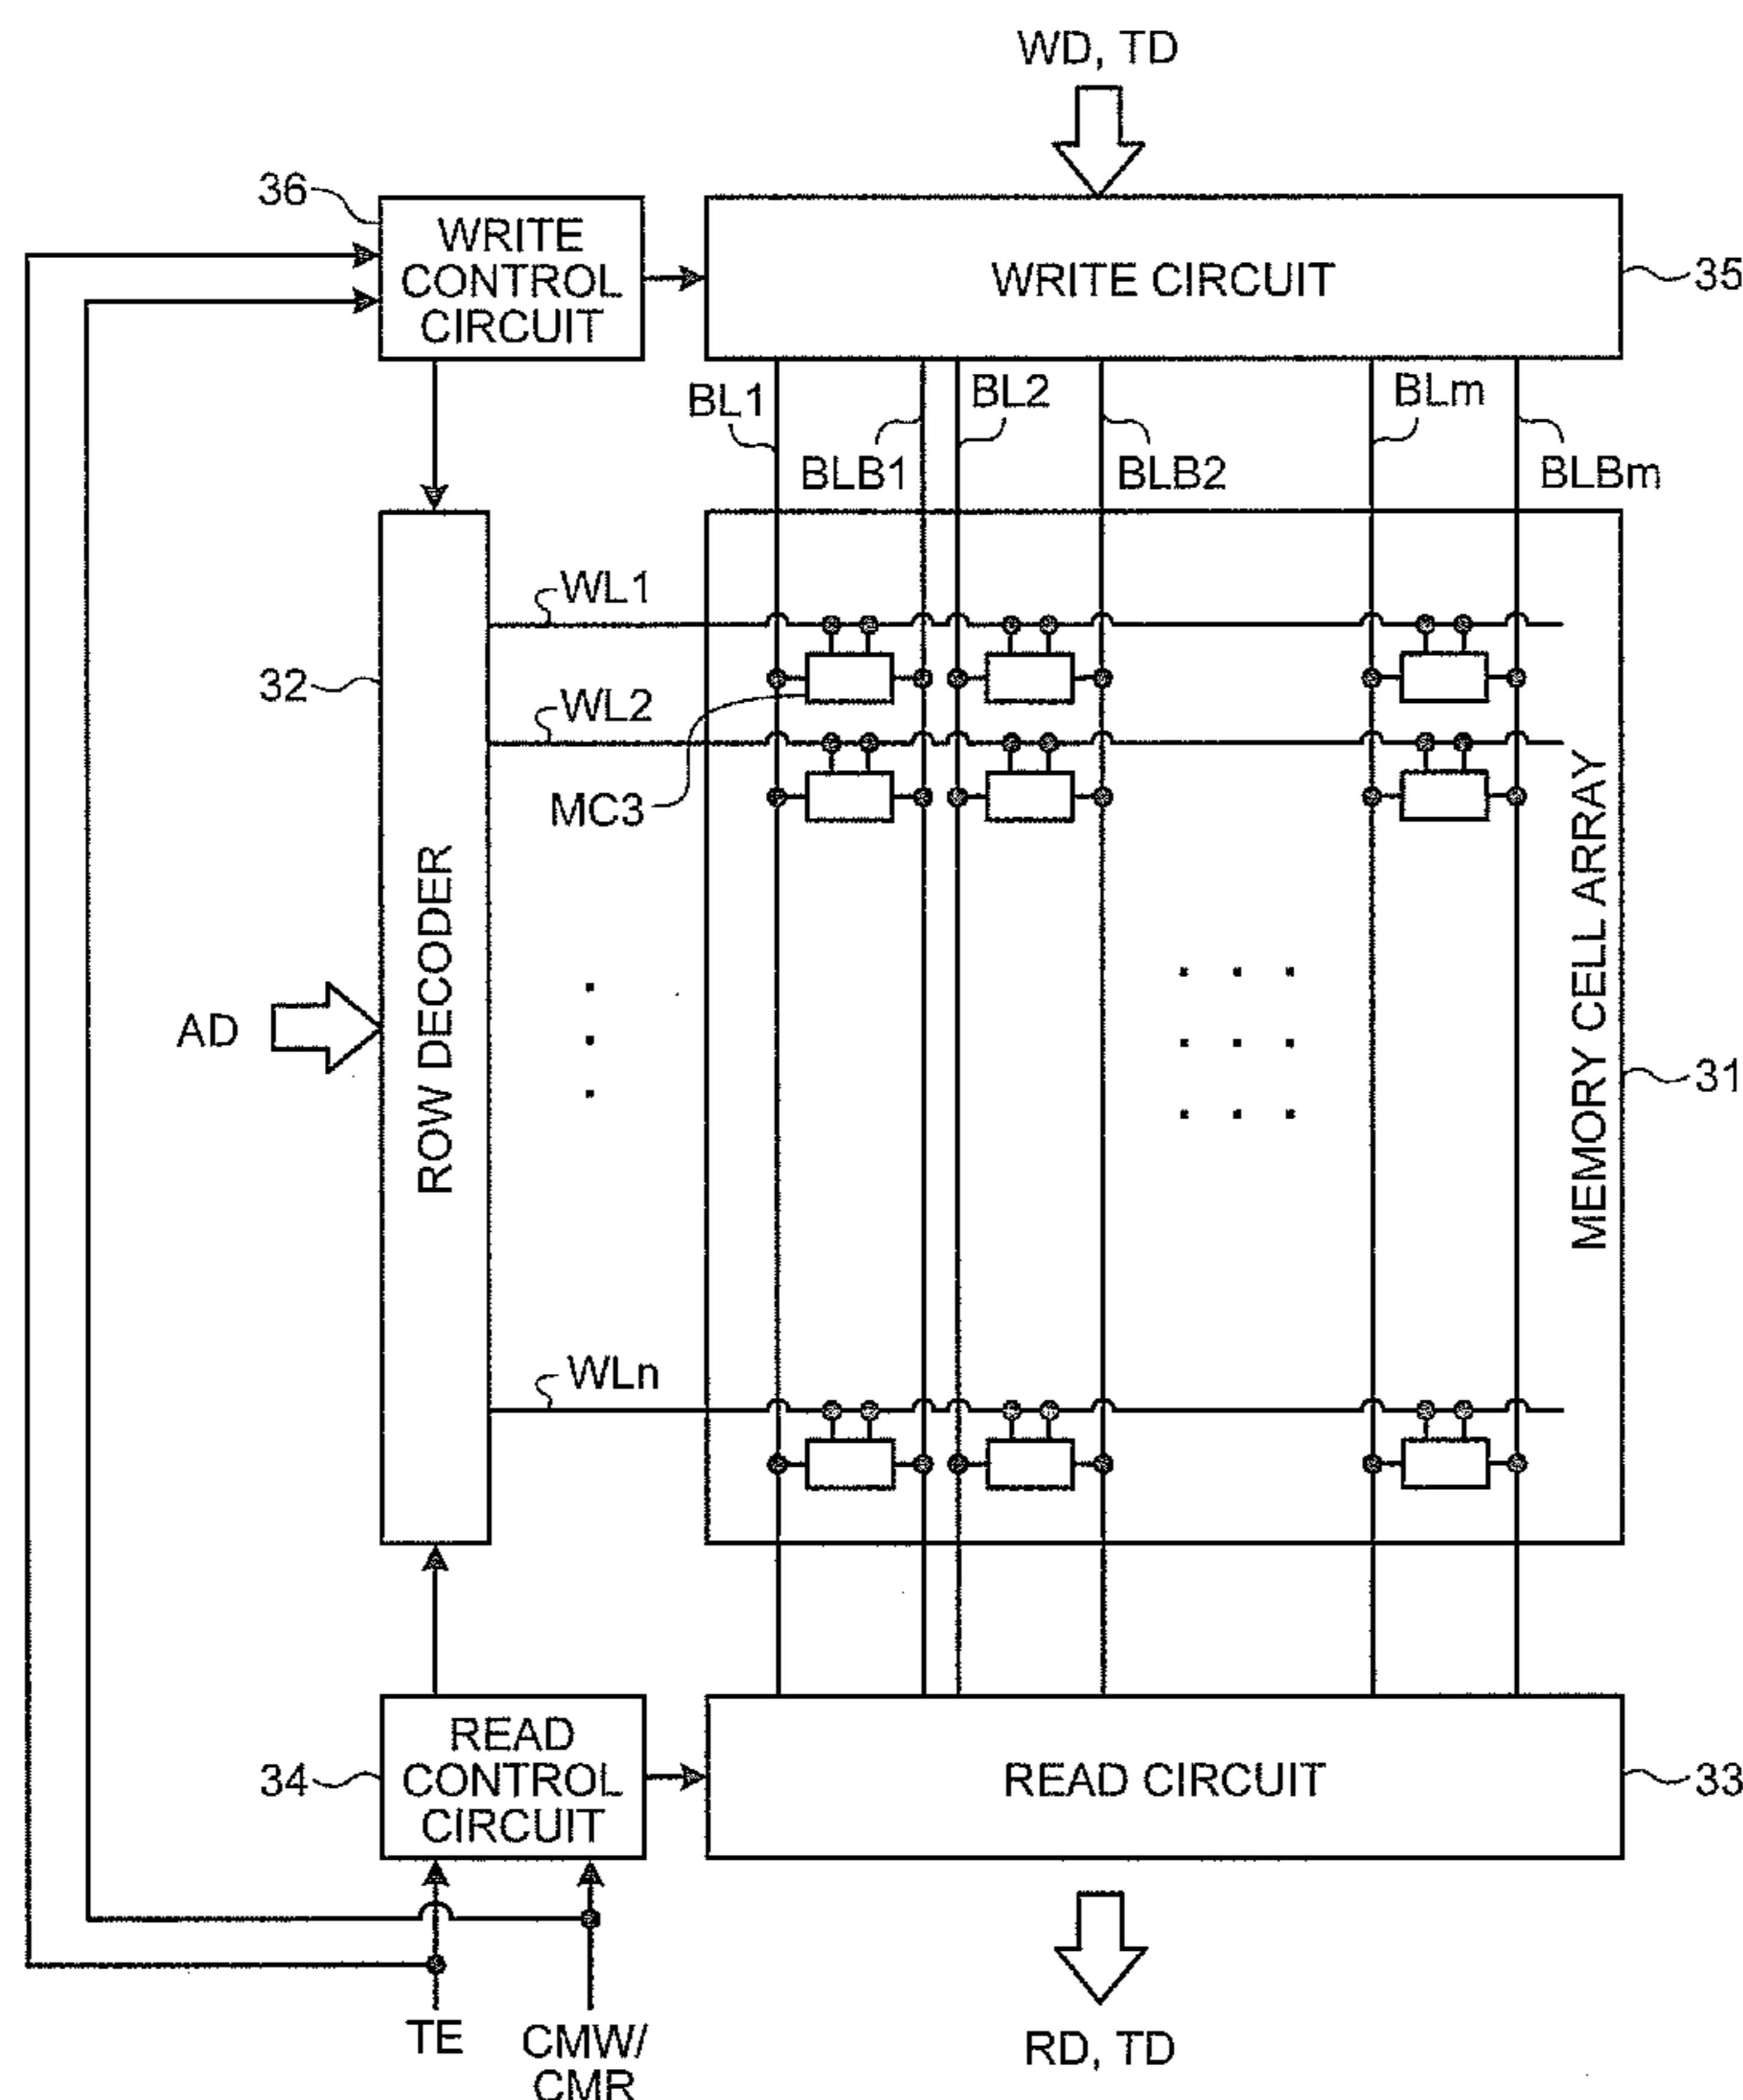 WD, TD
36
WRITE
CONTROL
CIRCUIT
WRITE CIRCUIT
35
BL1
BLB1
BL2
BLB2
BLm
BLBm
WL1
32
WL2
MC3
ROW DECODER
AD
MEMORY CELL ARRAY
31
WLn
34
READ
CONTROL
CIRCUIT
READ CIRCUIT
33
TE
CMW/
CMR
RD, TD